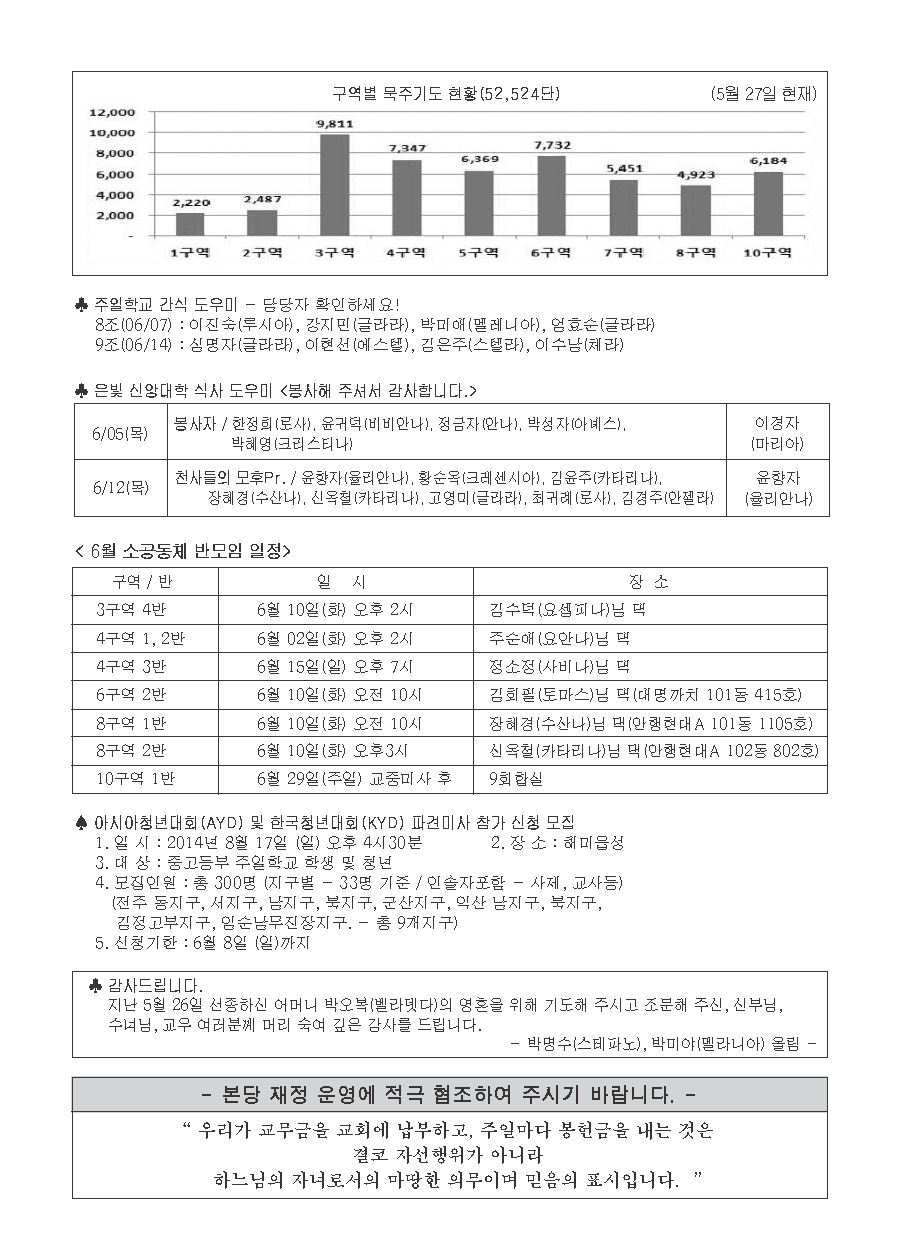 구역별 묵주기도 현황(52,524단) (5월 27일 현재)
12,000
10,000
8,000
6,000
4,000
2,000
-
2,220 2,487 9,811 7,347 6,369 7,732 5,451 4,923 6,184
1구역 2구역 3구역 4구역 5구역 6구역 7구역 8구역 10구역
♣ 주일학교 간식 도우미 - 담당자 확인하세요!
8조(06/07) : 이진숙(루시아), 강지민(글라라), 박미애(멜레니아), 엄효순(글라라)
9조(06/14) : 심명자(글라라), 이현선(에스텔), 김은주(스텔라), 이수남(체라)
♣ 은빛 신앙대학 식사 도우미 <봉사해 주셔서 감사합니다.>
6/05(목) 봉사자 / 한정희(로사), 윤귀덕(비비안나), 정금자(안나), 박성자(아녜스),
박혜영(크리스티나)
이경자
(마리아)
6/12(목) 천사들의 모후Pr. / 윤향자(율리안나), 황순옥(크레센시아), 김윤주(카타리나),
장혜경(수산나), 신옥철(카타리나), 고영미(글라라), 최귀례(로사), 김경주(안젤라)
윤향자
(율리안나)
< 6월 소공동체 반모임 일정>
구역 / 반 일 시 장 소
3구역 4반 6월 10일(화) 오후 2시 김수덕(요셉피나)님 댁
4구역 1, 2반 6월 02일(화) 오후 2시 주순애(요안나)님 댁
4구역 3반 6월 15일(일) 오후 7시 정소정(사비나)님 댁
6구역 2반 6월 10일(화) 오전 10시 김회필(토마스)님 댁(대명까치 101동 415호)
8구역 1반 6월 10일(화) 오전 10시 장혜경(수산나)님 댁(안행현대A 101동 1105호)
8구역 2반 6월 10일(화) 오후3시 신옥철(카타리나)님 댁(안행현대A 102동 802호)
10구역 1반 6월 29일(주일) 교중미사 후 9회합실
♠ 아시아청년대회(AYD) 및 한국청년대회(KYD) 파견미사 참가 신청 모집
1. 일 시 : 2014년 8월 17일 (일) 오후 4시30분 2. 장 소 : 해미읍성
3. 대 상 : 중고등부 주일학교 학생 및 청년
4. 모집인원 : 총 300명 (지구별 - 33명 기준 / 인솔자포함 - 사제, 교사등)
(전주 동지구, 서지구, 남지구, 북지구, 군산지구, 익산 남지구, 북지구,
김정고부지구, 임순남무진장지구. - 총 9개지구)
5. 신청기한 : 6월 8일 (일)까지
♣ 감사드립니다.
지난 5월 26일 선종하신 어머니 박오복(벨라뎃다)의 영혼을 위해 기도해 주시고 조문해 주신, 신부님,
수녀님, 교우 여러분께 머리 숙여 깊은 감사를 드립니다.
- 박명수(스테파노), 박미야(멜라니아) 올림 -
- 본당 재정 운영에 적극 협조하여 주시기 바랍니다. -
“ 우리가 교무금을 교회에 납부하고, 주일마다 봉헌금을 내는 것은
결코 자선행위가 아니라
하느님의 자녀로서의 마땅한 의무이며 믿음의 표시입니다. ”